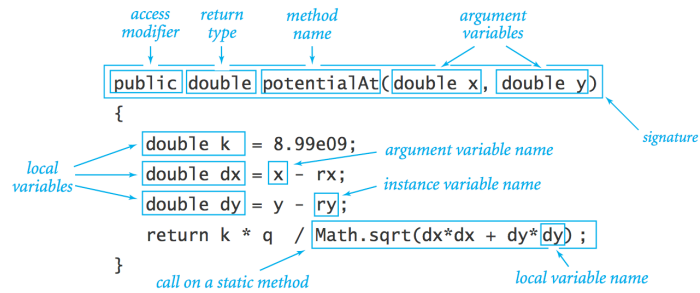 access modifier
return type
method name
argument variables
public double potentialAt(double x, double y)
signature
{
double k = 8.99e09;
local variables
argument variable name
double dx = x - rx;
instance variable name
double dy = y - ry;
return k * q / Math.sqrt(dx*dx + dy*dy);
}
call on a static method
local variable name